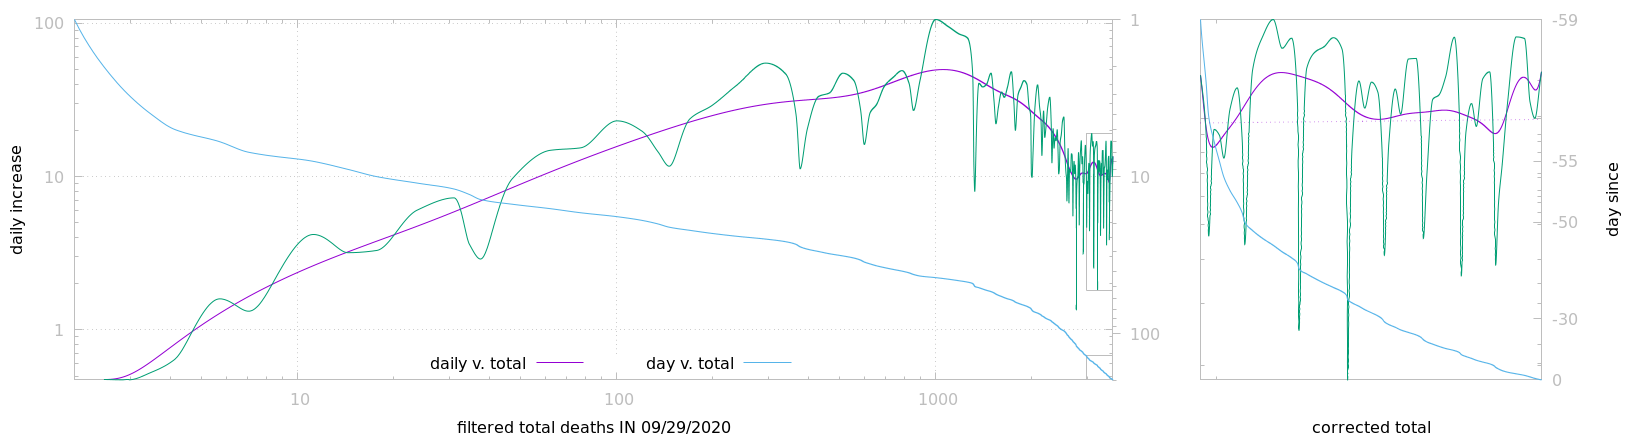 100
10
1
daily increase
1
10
100
daily v. total
day v. total
10
100
1000
filtered total deaths IN 09/29/2020
-59
-55
-50
-30
0
day since
corrected total